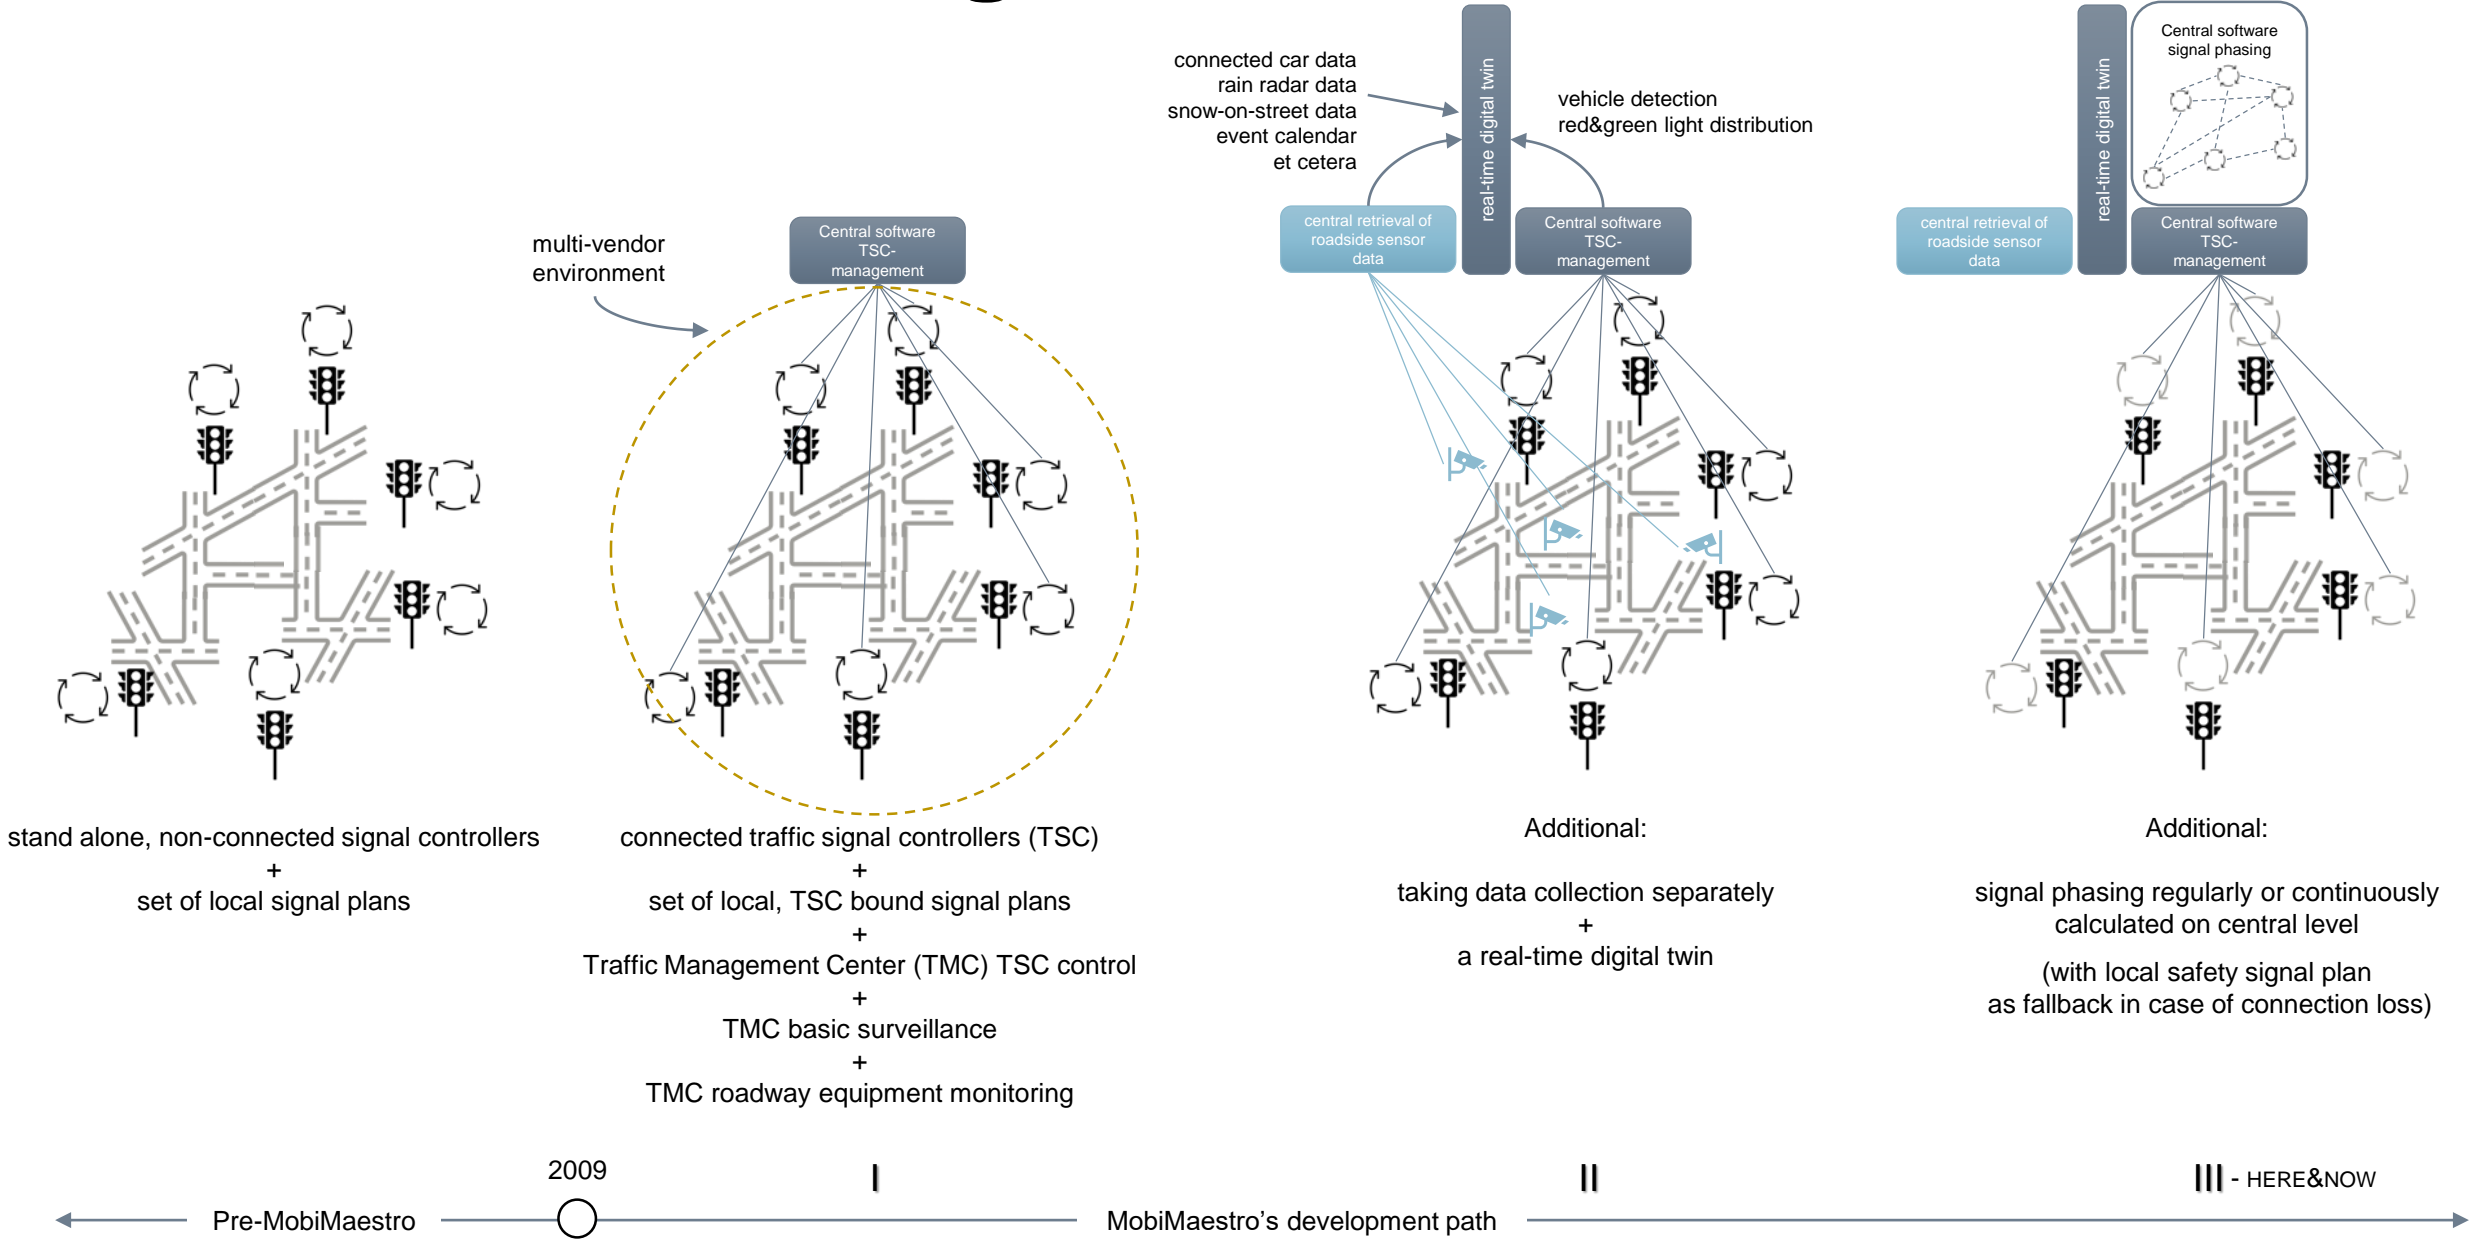 connected car data
rain radar data
snow-on-street data
event calendar
et cetera
real-time digital twin
vehicle detection
red&green light distribution
real-time digital twin
Central software
signal phasing
multi-vendor
environment
Central software
TSC-
management
central retrieval of
roadside sensor
data
Central software
TSC-
management
central retrieval of
roadside sensor
data
Central software
TSC-
management
stand alone, non-connected signal controllers
+
set of local signal plans
connected traffic signal controllers (TSC)
+
set of local, TSC bound signal plans
+
Traffic Management Center (TMC) TSC control
+
TMC basic surveillance
+
TMC roadway equipment monitoring
Additional:
taking data collection separately
+
a real-time digital twin
Additional:
signal phasing regularly or continuously
calculated on central level
(with local safety signal plan
as fallback in case of connection loss)
2009
I
II
III - HERE&NOW
Pre-MobiMaestro
MobiMaestro's development path